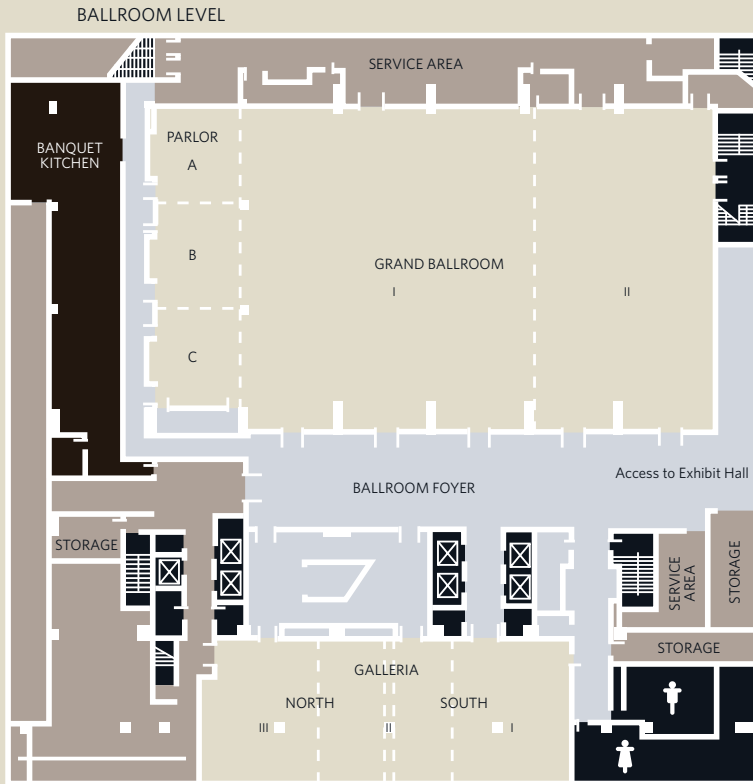 BALLROOM LEVEL
SERVICE AREA
PARLOR
A
BANQUET
KITCHEN
B
GRAND BALLROOM
I
II
C
Access to Exhibit Hall
BALLROOM FOYER
STORAGE
SERVICE
AREA
STORAGE
STORAGE
GALLERIA
NORTH
SOUTH
III
II
I